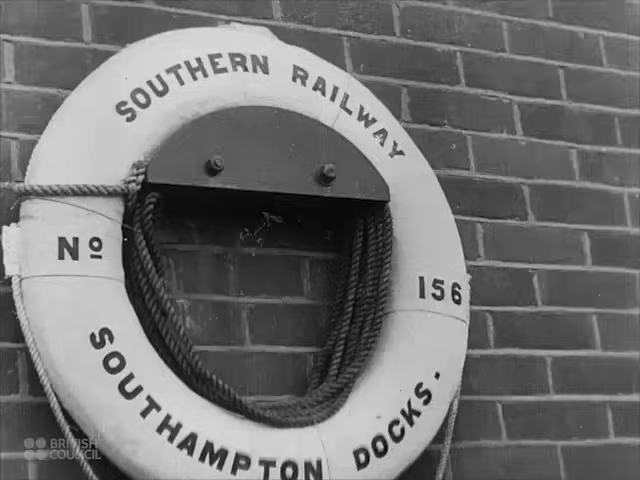 SOUTHERN RAILWAY
Nº 156
SOUTHAMPTON DOCKS.
BRITISH
COUNCIL